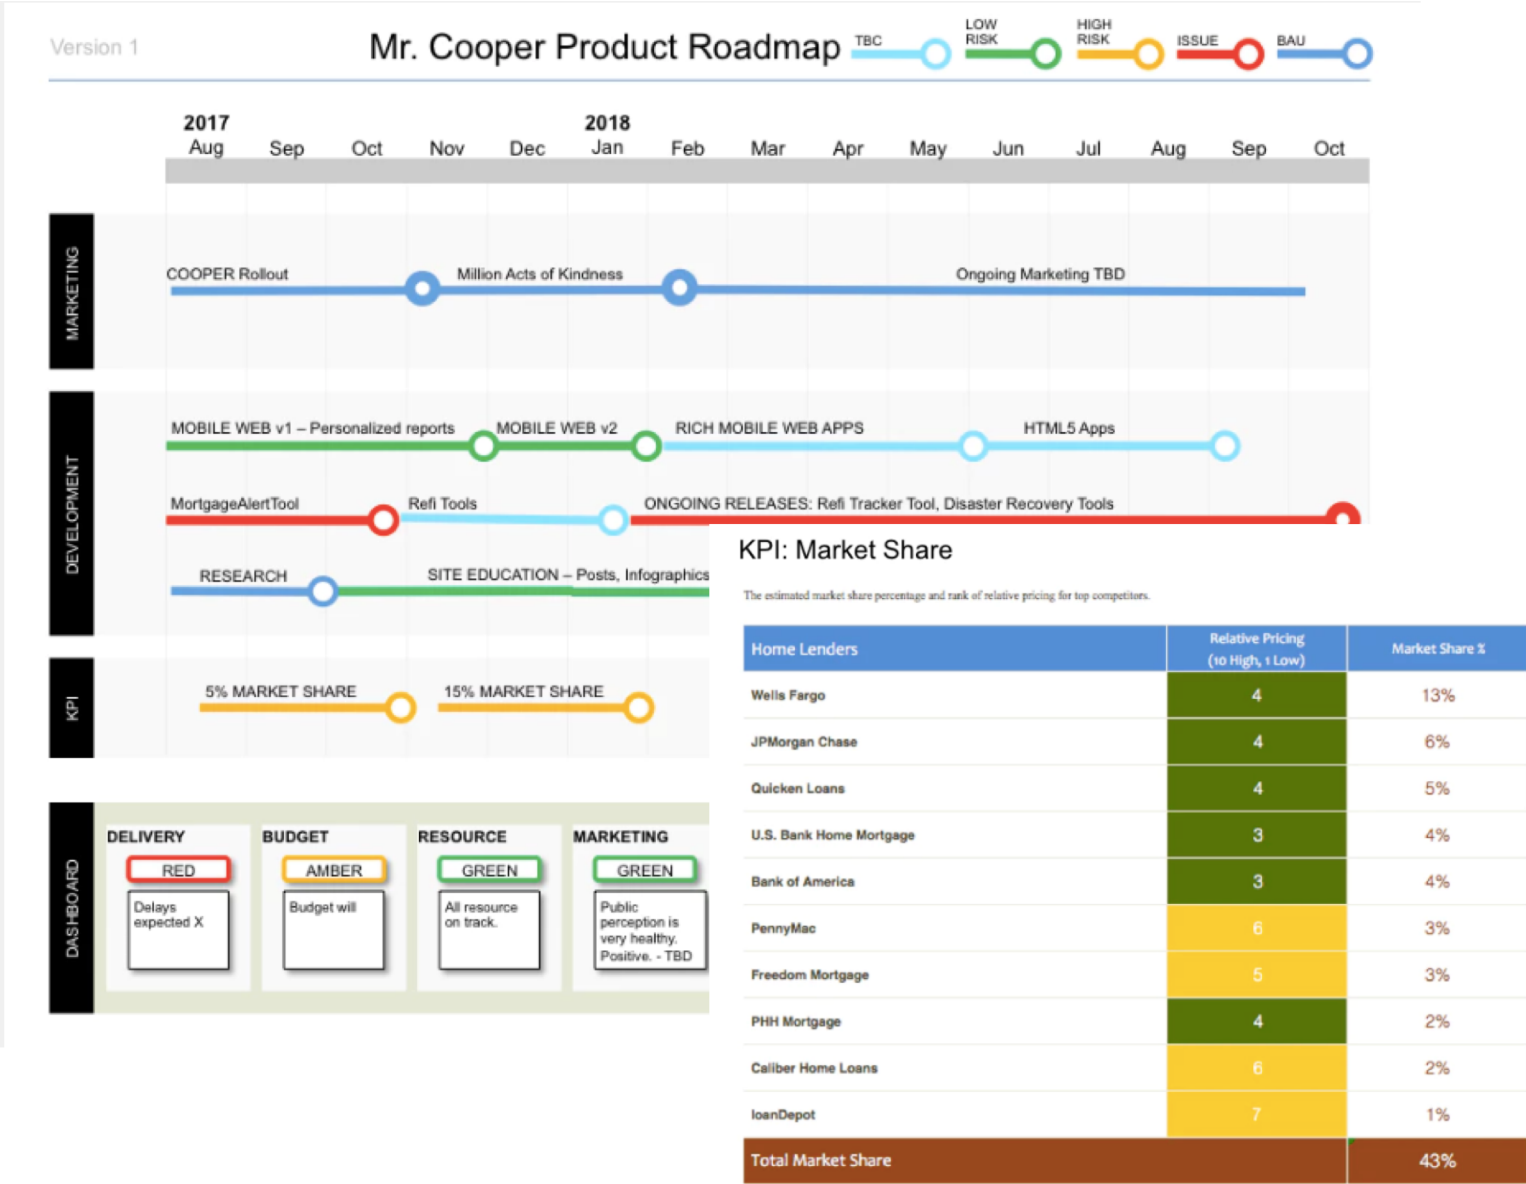 Version 1
Mr. Cooper Product Roadmap
TBC
LOW
RISK
HIGH
RISK
ISSUE
BAU
2017
2018
Aug Sep Oct Nov Dec Jan Feb Mar Apr May Jun Jul Aug Sep Oct
MARKETING
COOPER Rollout
Million Acts of Kindness
Ongoing Marketing TBD
DEVELOPMENT
MOBILE WEB v1 – Personalized reports
MOBILE WEB v2
RICH MOBILE WEB APPS
HTML5 Apps
MortgageAlertTool
Refi Tools
ONGOING RELEASES: Refi Tracker Tool, Disaster Recovery Tools
RESEARCH
SITE EDUCATION – Posts, Infographics
KPI
5% MARKET SHARE
15% MARKET SHARE
DASHBOARD
DELIVERY
RED
Delays
expected X
BUDGET
AMBER
Budget will
RESOURCE
GREEN
All resource
on track.
MARKETING
GREEN
Public
perception is
very healthy.
Positive. - TBD
KPI: Market Share
The estimated market share percentage and rank of relative pricing for top competitors.
Home Lenders
Relative Pricing
(10 High, 1 Low)
Market Share %
Wells Fargo 4 13%
JPMorgan Chase 4 6%
Quicken Loans 4 5%
U.S. Bank Home Mortgage 3 4%
Bank of America 3 4%
PennyMac 6 3%
Freedom Mortgage 5 3%
PHH Mortgage 4 2%
Caliber Home Loans 6 2%
loanDepot 7 1%
Total Market Share 43%